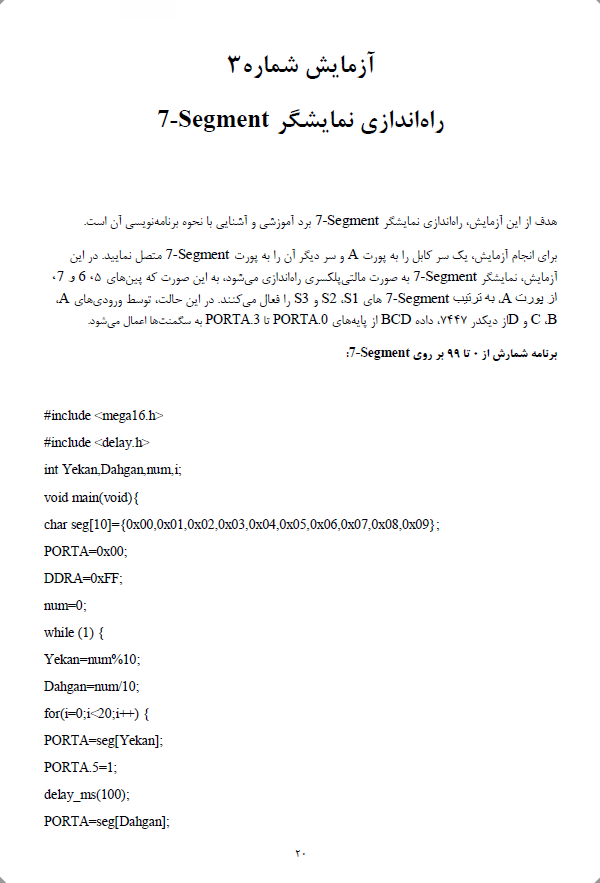 آزمایش شماره ۳
راه‌اندازی نمایشگر 7-Segment
هدف از این آزمایش، راه‌اندازی نمایشگر 7-Segment برد آموزشی و آشنایی با نحوه برنامه‌نویسی آن است.
برای انجام آزمایش، یک سر کابل را به پورت A و سر دیگر آن را به پورت 7-Segment متصل نمایید. در این
آزمایش، نمایشگر 7-Segment به صورت مالتی‌پلکسری راه‌اندازی می‌شود، به این صورت که پین‌های ۵، 6 و 7،
از پورت A، به ترتیب 7-Segment های S1، S2 و S3 را فعال می‌کنند. در این حالت، توسط ورودی‌های A،
B، C و D از دیکدر ۷۴۴۷، داده BCD از پایه‌های PORTA.0 تا PORTA.3 به سگمنت‌ها اعمال می‌شود.
برنامه شمارش از ۰ تا ۹۹ بر روی 7-Segment:
#include <mega16.h>
#include <delay.h>
int Yekan,Dahgan,num,i;
void main(void){
char seg[10]={0x00,0x01,0x02,0x03,0x04,0x05,0x06,0x07,0x08,0x09};
PORTA=0x00;
DDRA=0xFF;
num=0;
while (1) {
Yekan=num%10;
Dahgan=num/10;
for(i=0;i<20;i++) {
PORTA=seg[Yekan];
PORTA.5=1;
delay_ms(100);
PORTA=seg[Dahgan];
۲۰